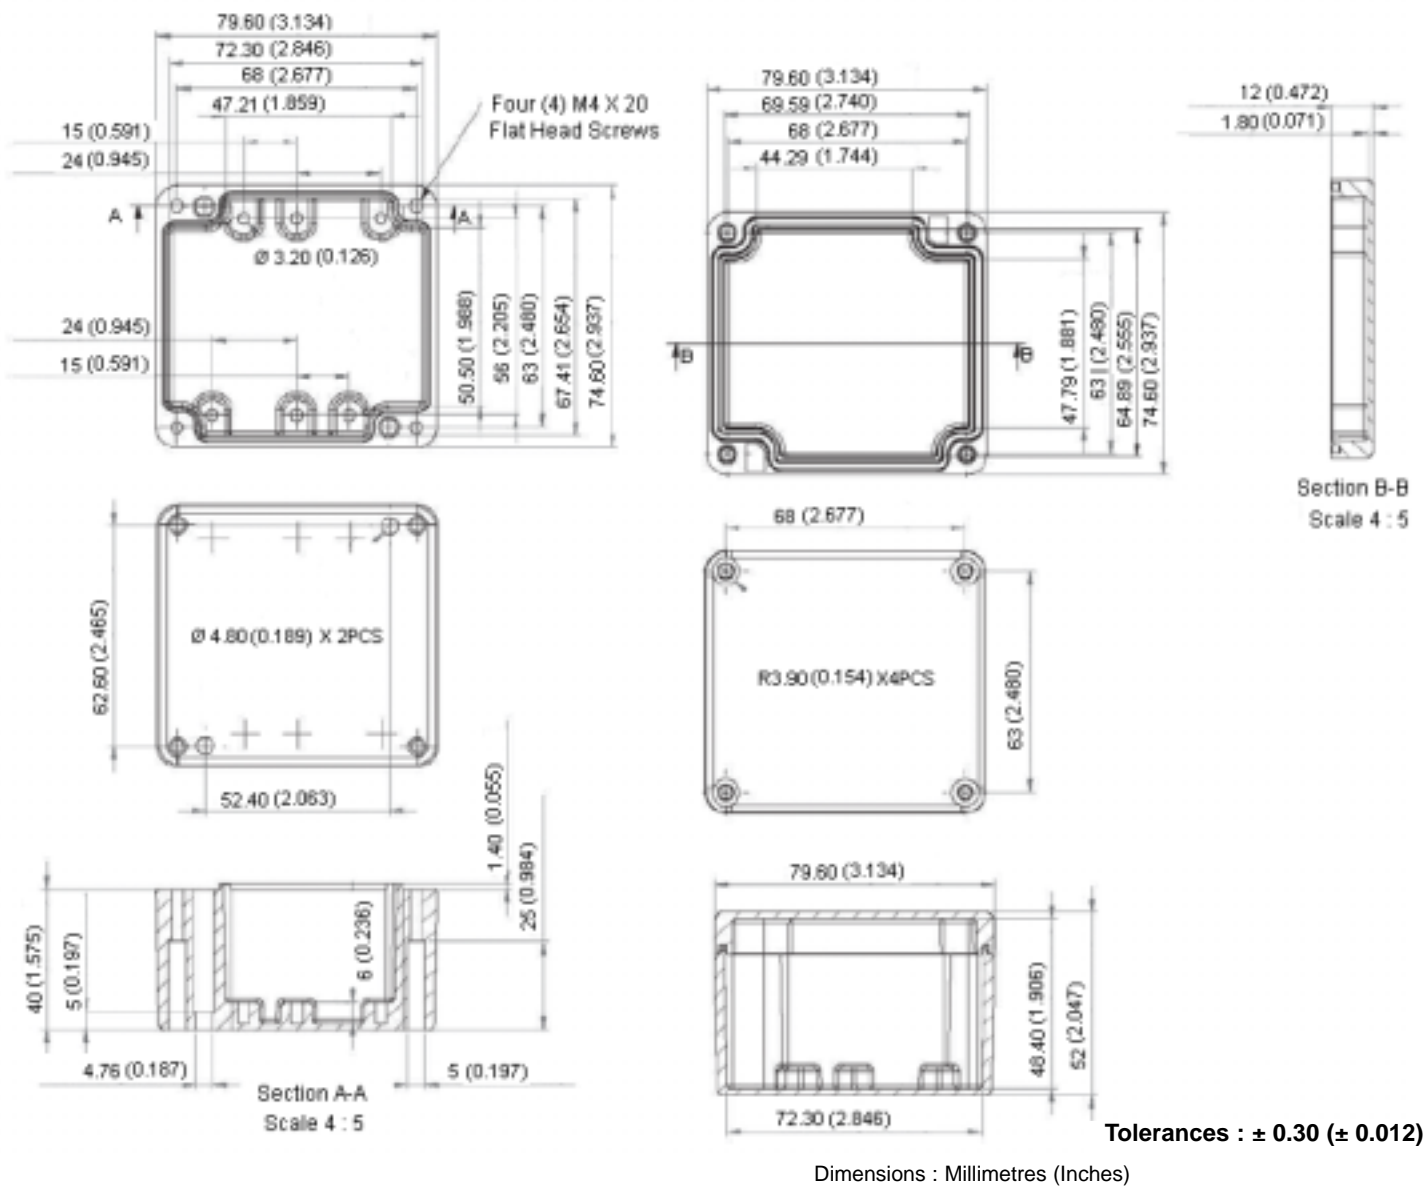 79.60 (3.134)
72.30 (2.846)
68 (2.677)
47.21 (1.859)
15 (0.591)
24 (0.945)
Four (4) M4 X 20
Flat Head Screws
A
A
Ø 3.20 (0.126)
24 (0.945)
15 (0.591)
50.50 (1.988)
56 (2.205)
63 (2.480)
67.41 (2.654)
74.60 (2.937)
79.60 (3.134)
69.59 (2.740)
68 (2.677)
44.29 (1.744)
B
B
47.79 (1.881)
63 (2.480)
64.89 (2.555)
74.60 (2.937)
12 (0.472)
1.80 (0.071)
Section B-B
Scale 4 : 5
62.60 (2.465)
Ø 4.80 (0.189) X 2PCS
52.40 (2.063)
68 (2.677)
R3.90 (0.154) X4PCS
63 (2.480)
1.40 (0.055)
25 (0.984)
6 (0.236)
40 (1.575)
5 (0.197)
4.76 (0.187)
5 (0.197)
Section A-A
Scale 4 : 5
79.60 (3.134)
48.40 (1.906)
52 (2.047)
72.30 (2.846)
Tolerances : ± 0.30 (± 0.012)
Dimensions : Millimetres (Inches)